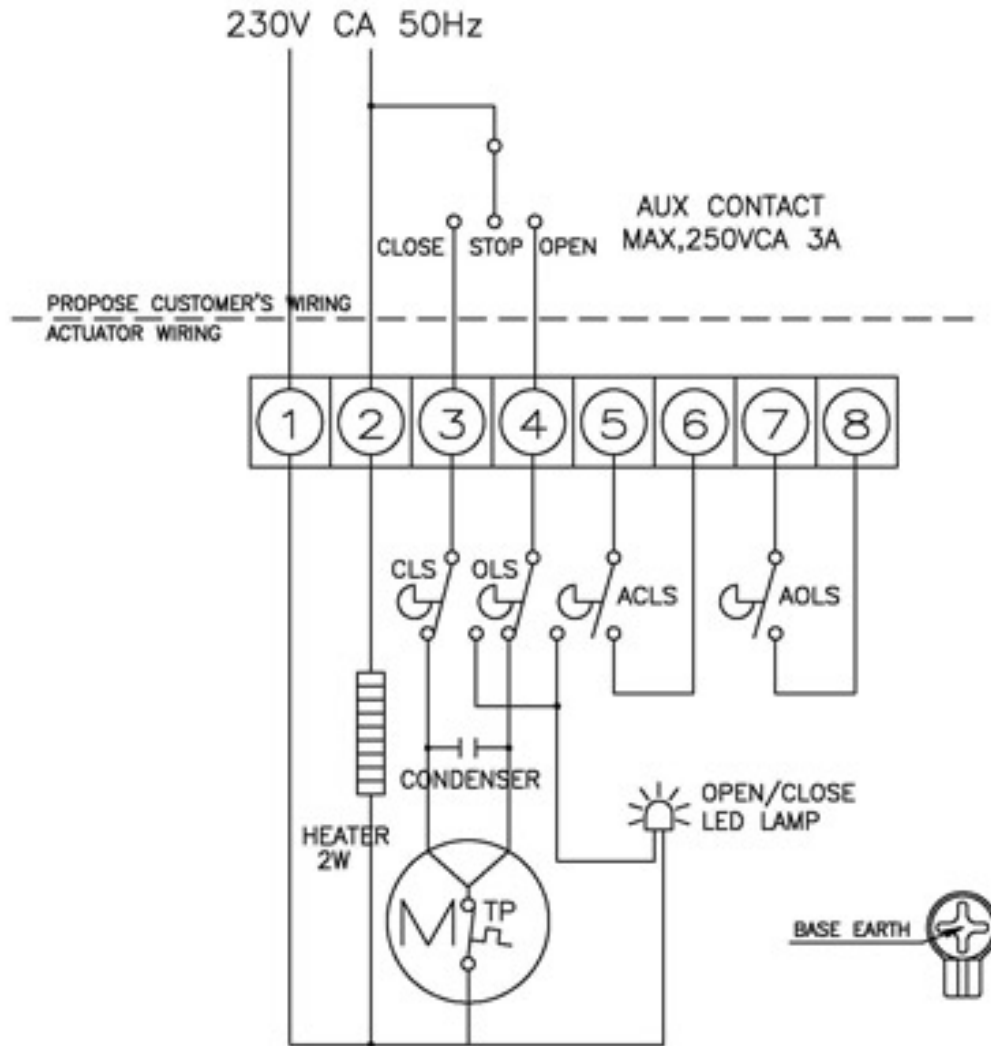 230V CA 50Hz
AUX CONTACT
MAX,250VCA 3A
CLOSE STOP OPEN
PROPOSE CUSTOMER'S WIRING
ACTUATOR WIRING
1 2 3 4 5 6 7 8
CLS OLS ACLS AOLS
CONDENSER
OPEN/CLOSE
LED LAMP
HEATER
2W
M TP
BASE EARTH